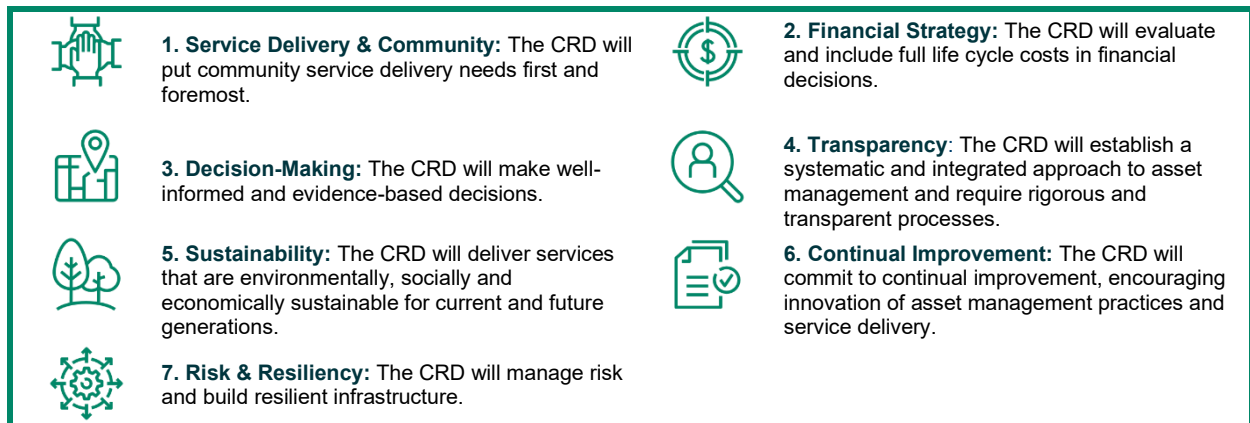 1. Service Delivery & Community: The CRD will
put community service delivery needs first and
foremost.
2. Financial Strategy: The CRD will evaluate
and include full life cycle costs in financial
decisions.
3. Decision-Making: The CRD will make well-
informed and evidence-based decisions.
4. Transparency: The CRD will establish a
systematic and integrated approach to asset
management and require rigorous and
transparent processes.
5. Sustainability: The CRD will deliver services
that are environmentally, socially and
economically sustainable for current and future
generations.
6. Continual Improvement: The CRD will
commit to continual improvement, encouraging
innovation of asset management practices and
service delivery.
7. Risk & Resiliency: The CRD will manage risk
and build resilient infrastructure.